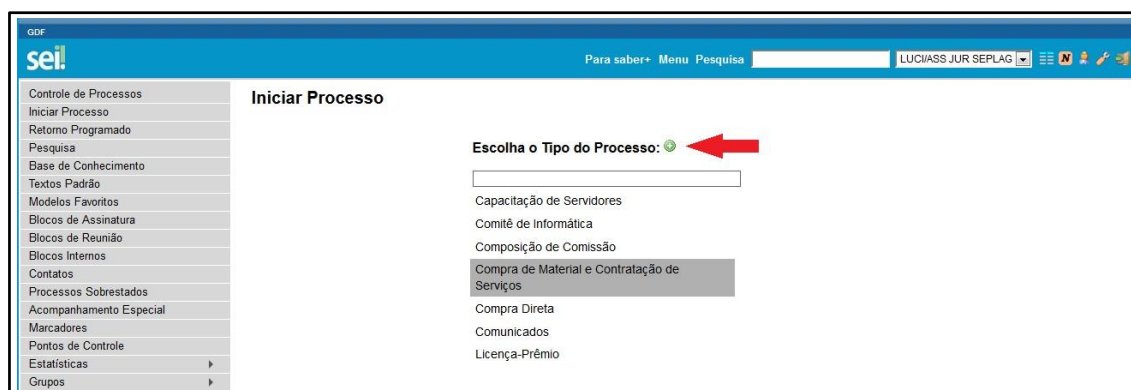 GDF
sei!
Para saber+ Menu Pesquisa
LUCI/ASS JUR SEPLAG
N
Controle de Processos
Iniciar Processo
Retorno Programado
Pesquisa
Base de Conhecimento
Textos Padrão
Modelos Favoritos
Blocos de Assinatura
Blocos de Reunião
Blocos Internos
Contatos
Processos Sobrestados
Acompanhamento Especial
Marcadores
Pontos de Controle
Estatísticas
Grupos
Iniciar Processo
Escolha o Tipo do Processo:
Capacitação de Servidores
Comitê de Informática
Composição de Comissão
Compra de Material e Contratação de
Serviços
Compra Direta
Comunicados
Licença-Prêmio